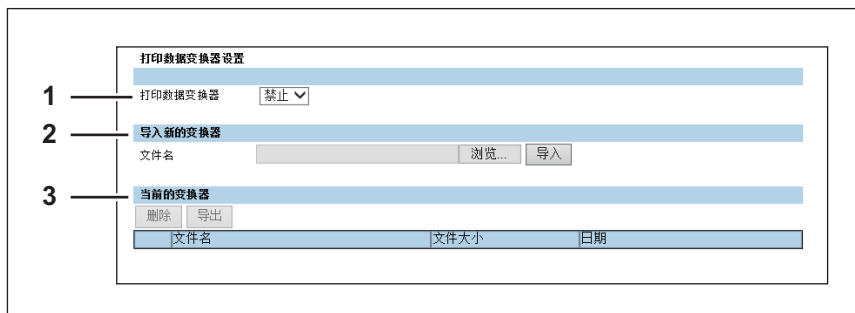 打印数据变换器设置
1 打印数据变换器 禁止
2 导入新的变换器
文件名 浏览... 导入
3 当前的变换器
删除 导出
文件名 文件大小 日期